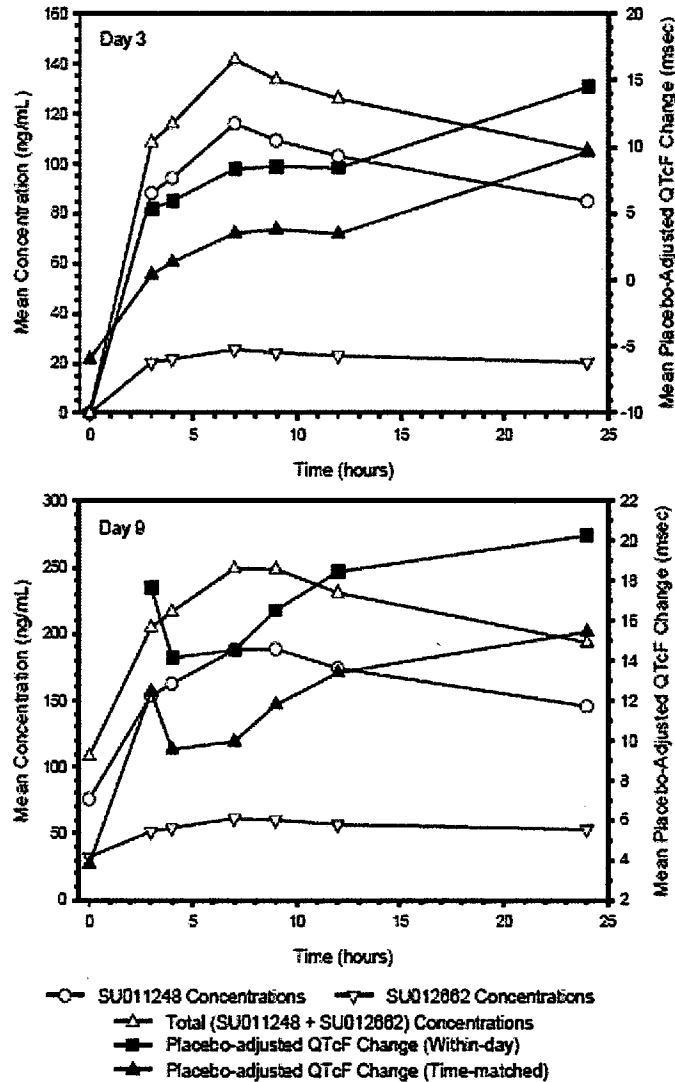 Day 3
160
140
120
100
80
60
40
20
0
Mean Concentration (ng/mL)
20
15
10
5
0
-5
-10
Mean Placebo-Adjusted QTcF Change (msec)
0 5 10 15 20 25
Time (hours)
Day 9
300
250
200
150
100
50
0
Mean Concentration (ng/mL)
22
20
18
16
14
12
10
8
6
4
2
Mean Placebo-Adjusted QTcF Change (msec)
0 5 10 15 20 25
Time (hours)
SU011248 Concentrations SU012662 Concentrations
Total (SU011248 + SU012662) Concentrations
Placebo-adjusted QTcF Change (Within-day)
Placebo-adjusted QTcF Change (Time-matched)